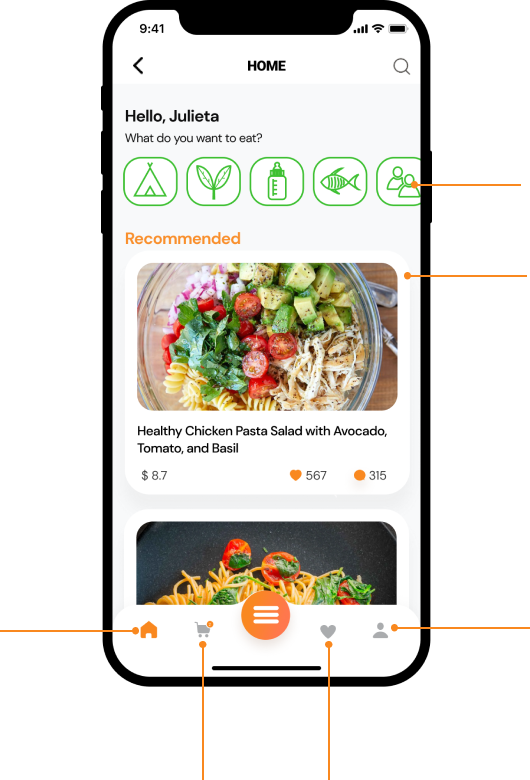 9:41
HOME
Hello, Julieta
What do you want to eat?
Recommended
Healthy Chicken Pasta Salad with Avocado,
Tomato, and Basil
$ 8.7 567 315